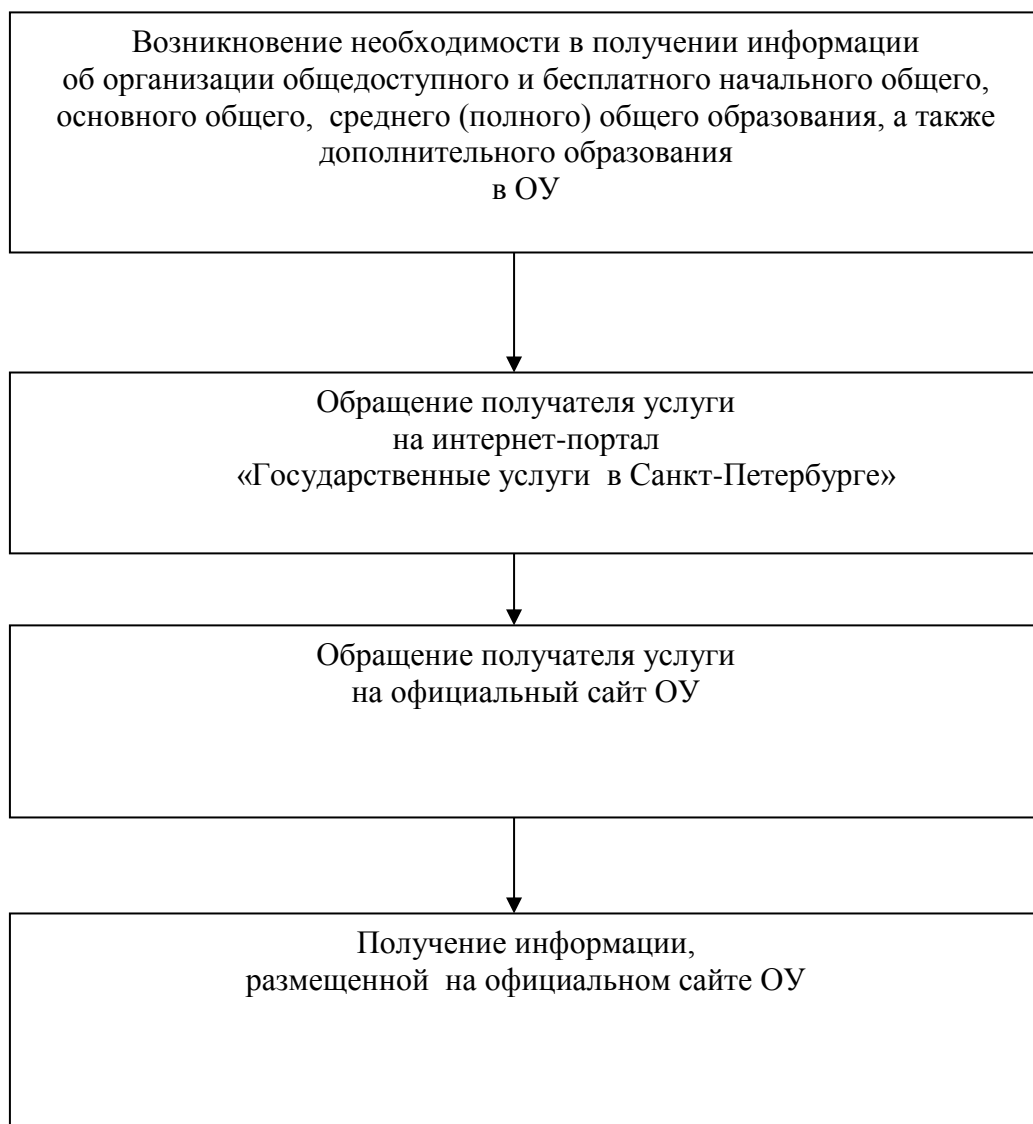 Возникновение необходимости в получении информации
об организации общедоступного и бесплатного начального общего,
основного общего,  среднего (полного) общего образования, а также
дополнительного образования
в ОУ
Обращение получателя услуги
на интернет-портал
«Государственные услуги  в Санкт-Петербурге»
Обращение получателя услуги
на официальный сайт ОУ
Получение информации,
размещенной  на официальном сайте ОУ